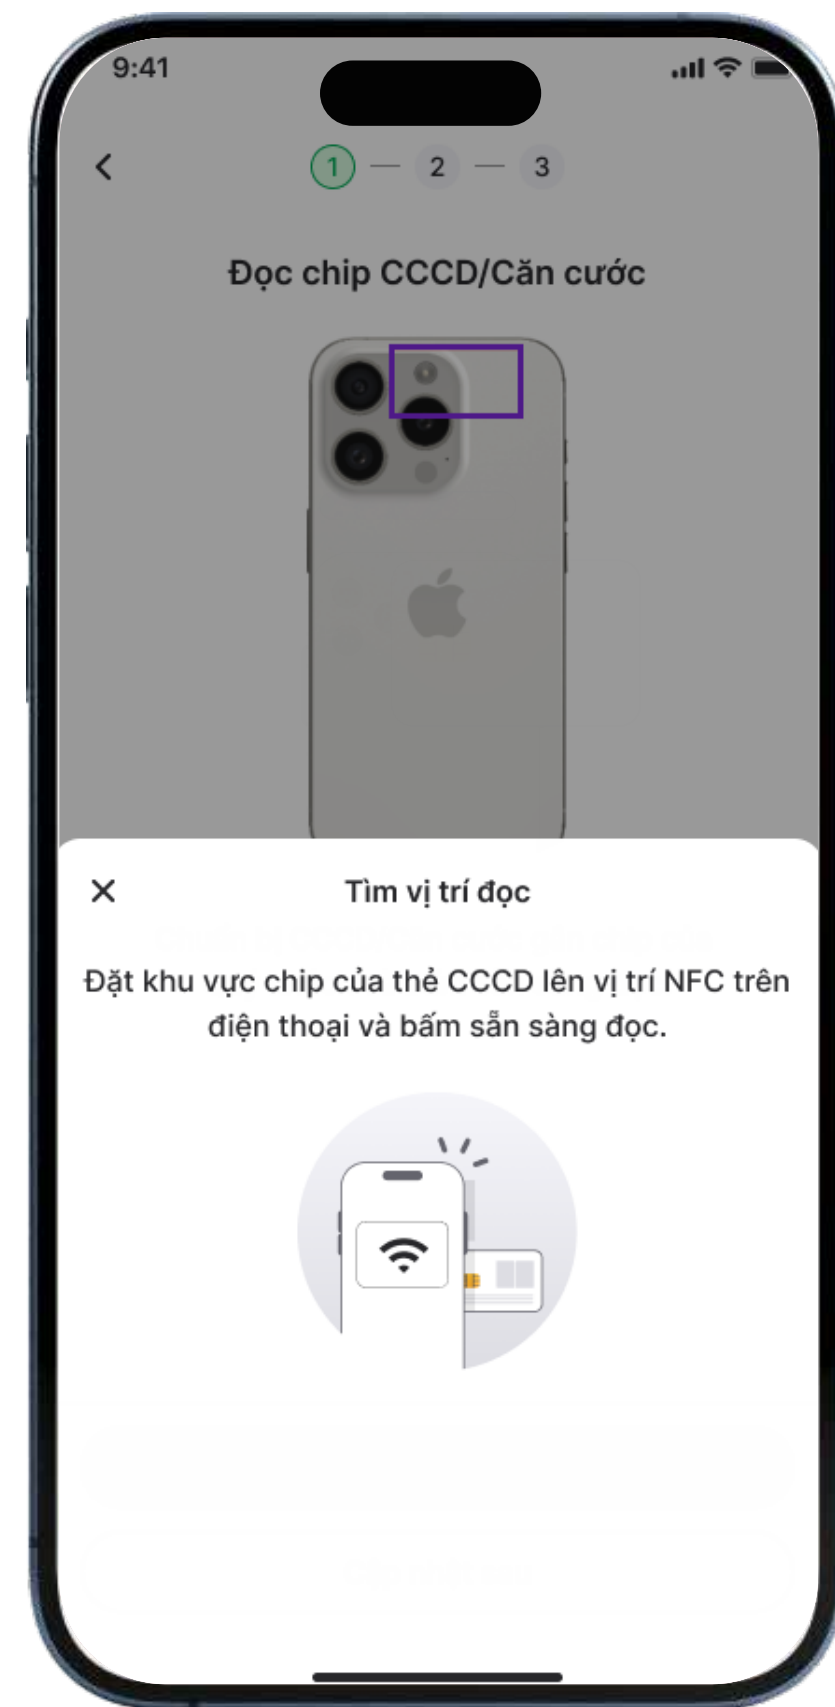 9:41
1 — 2 — 3
Đọc chip CCCD/Căn cước
Tìm vị trí đọc
Đặt khu vực chip của thẻ CCCD lên vị trí NFC trên
điện thoại và bấm sẵn sàng đọc.